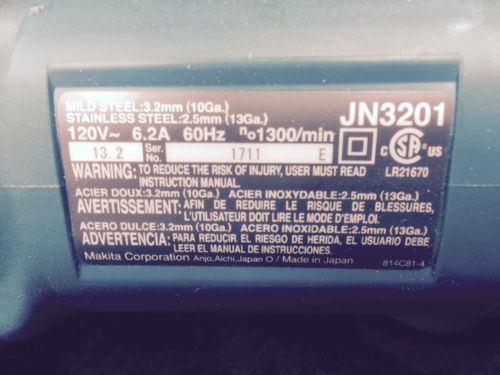 MILD STEEL:3.2mm (10Ga.)
STAINLESS STEEL:2.5mm (13Ga.)
JN3201
120V~ 6.2A 60Hz no1300/min
13.2 Ser. No. 1711 E
C SA US
LR21670
WARNING: TO REDUCE THE RISK OF INJURY, USER MUST READ
INSTRUCTION MANUAL.
ACIER DOUX:3.2mm (10Ga.) ACIER INOXYDABLE:2.5mm (13Ga.)
AVERTISSEMENT: AFIN DE REDUIRE LE RISQUE DE BLESSURES,
L'UTILISATEUR DOIT LIRE LE MODE D'EMPLOI.
ACERO DULCE:3.2mm (10Ga.) ACERO INOXIDABLE:2.5mm (13Ga.)
ADVERTENCIA: PARA REDUCIR EL RIESGO DE HERIDA, EL USUARIO DEBE
LEER EL MANUAL DE INSTRUCCIONES.
Makita Corporation Anjo,Aichi,Japan O / Made in Japan
814C81-4